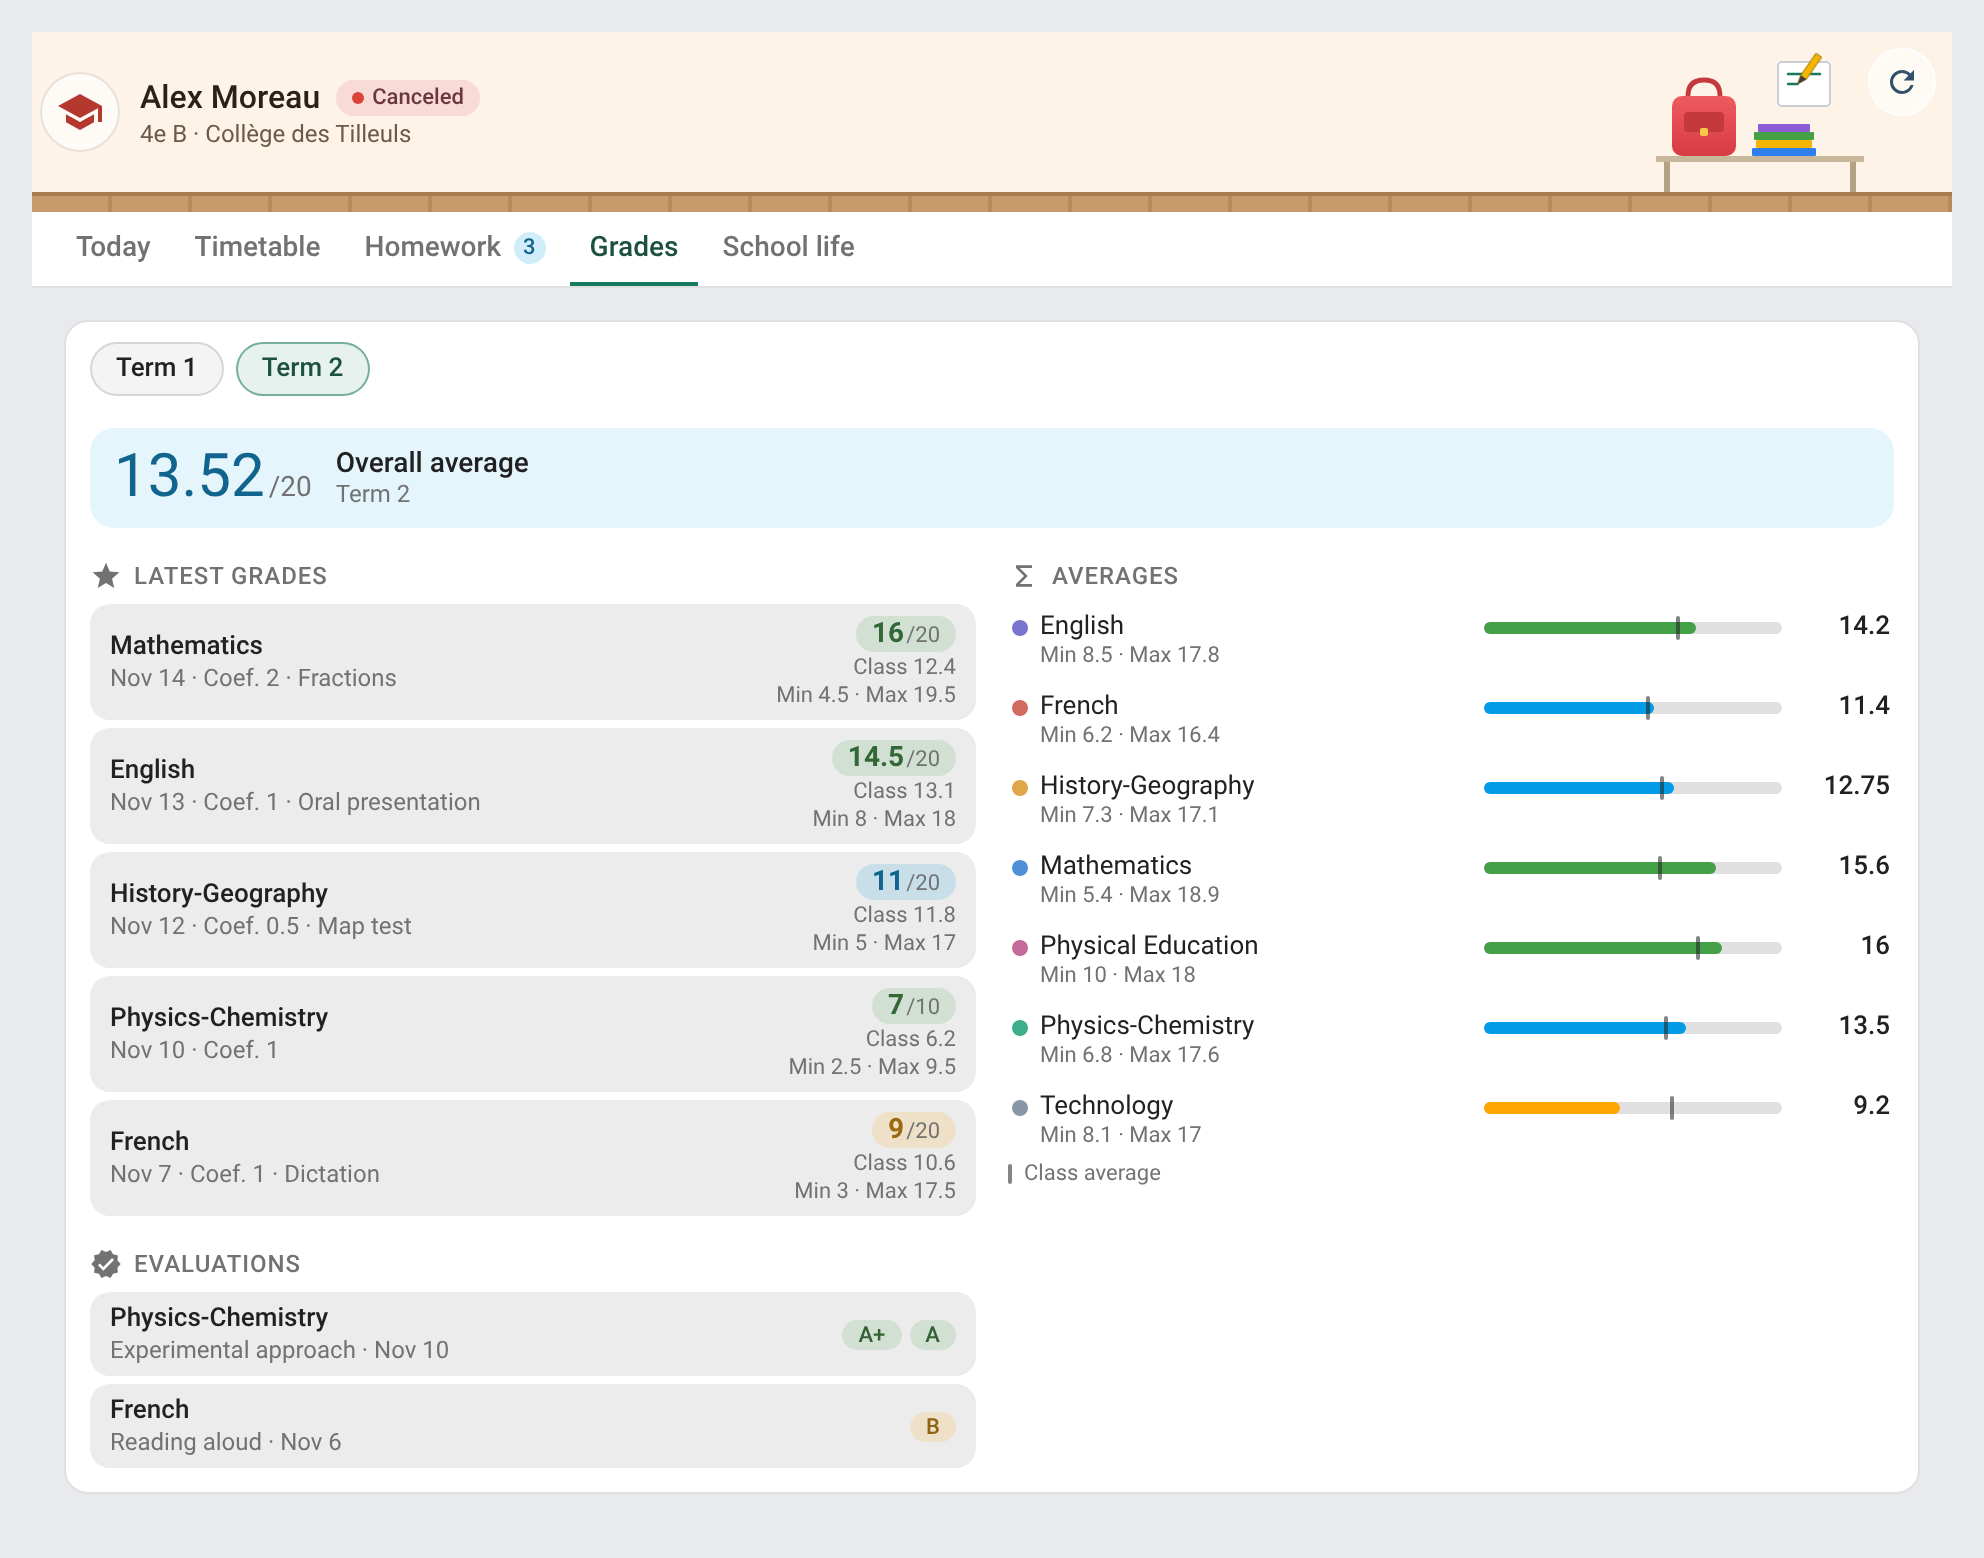 Alex Moreau Canceled
4e B · Collège des Tilleuls
Today Timetable Homework 3 Grades School life
Term 1 Term 2
13.52/20 Overall average
Term 2
LATEST GRADES
Mathematics 16/20
Nov 14 · Coef. 2 · Fractions Class 12.4
Min 4.5 · Max 19.5
English 14.5/20
Nov 13 · Coef. 1 · Oral presentation Class 13.1
Min 8 · Max 18
History-Geography 11/20
Nov 12 · Coef. 0.5 · Map test Class 11.8
Min 5 · Max 17
Physics-Chemistry 7/10
Nov 10 · Coef. 1 Class 6.2
Min 2.5 · Max 9.5
French 9/20
Nov 7 · Coef. 1 · Dictation Class 10.6
Min 3 · Max 17.5
EVALUATIONS
Physics-Chemistry A+ A
Experimental approach · Nov 10
French B
Reading aloud · Nov 6
AVERAGES
English 14.2
Min 8.5 · Max 17.8
French 11.4
Min 6.2 · Max 16.4
History-Geography 12.75
Min 7.3 · Max 17.1
Mathematics 15.6
Min 5.4 · Max 18.9
Physical Education 16
Min 10 · Max 18
Physics-Chemistry 13.5
Min 6.8 · Max 17.6
Technology 9.2
Min 8.1 · Max 17
Class average